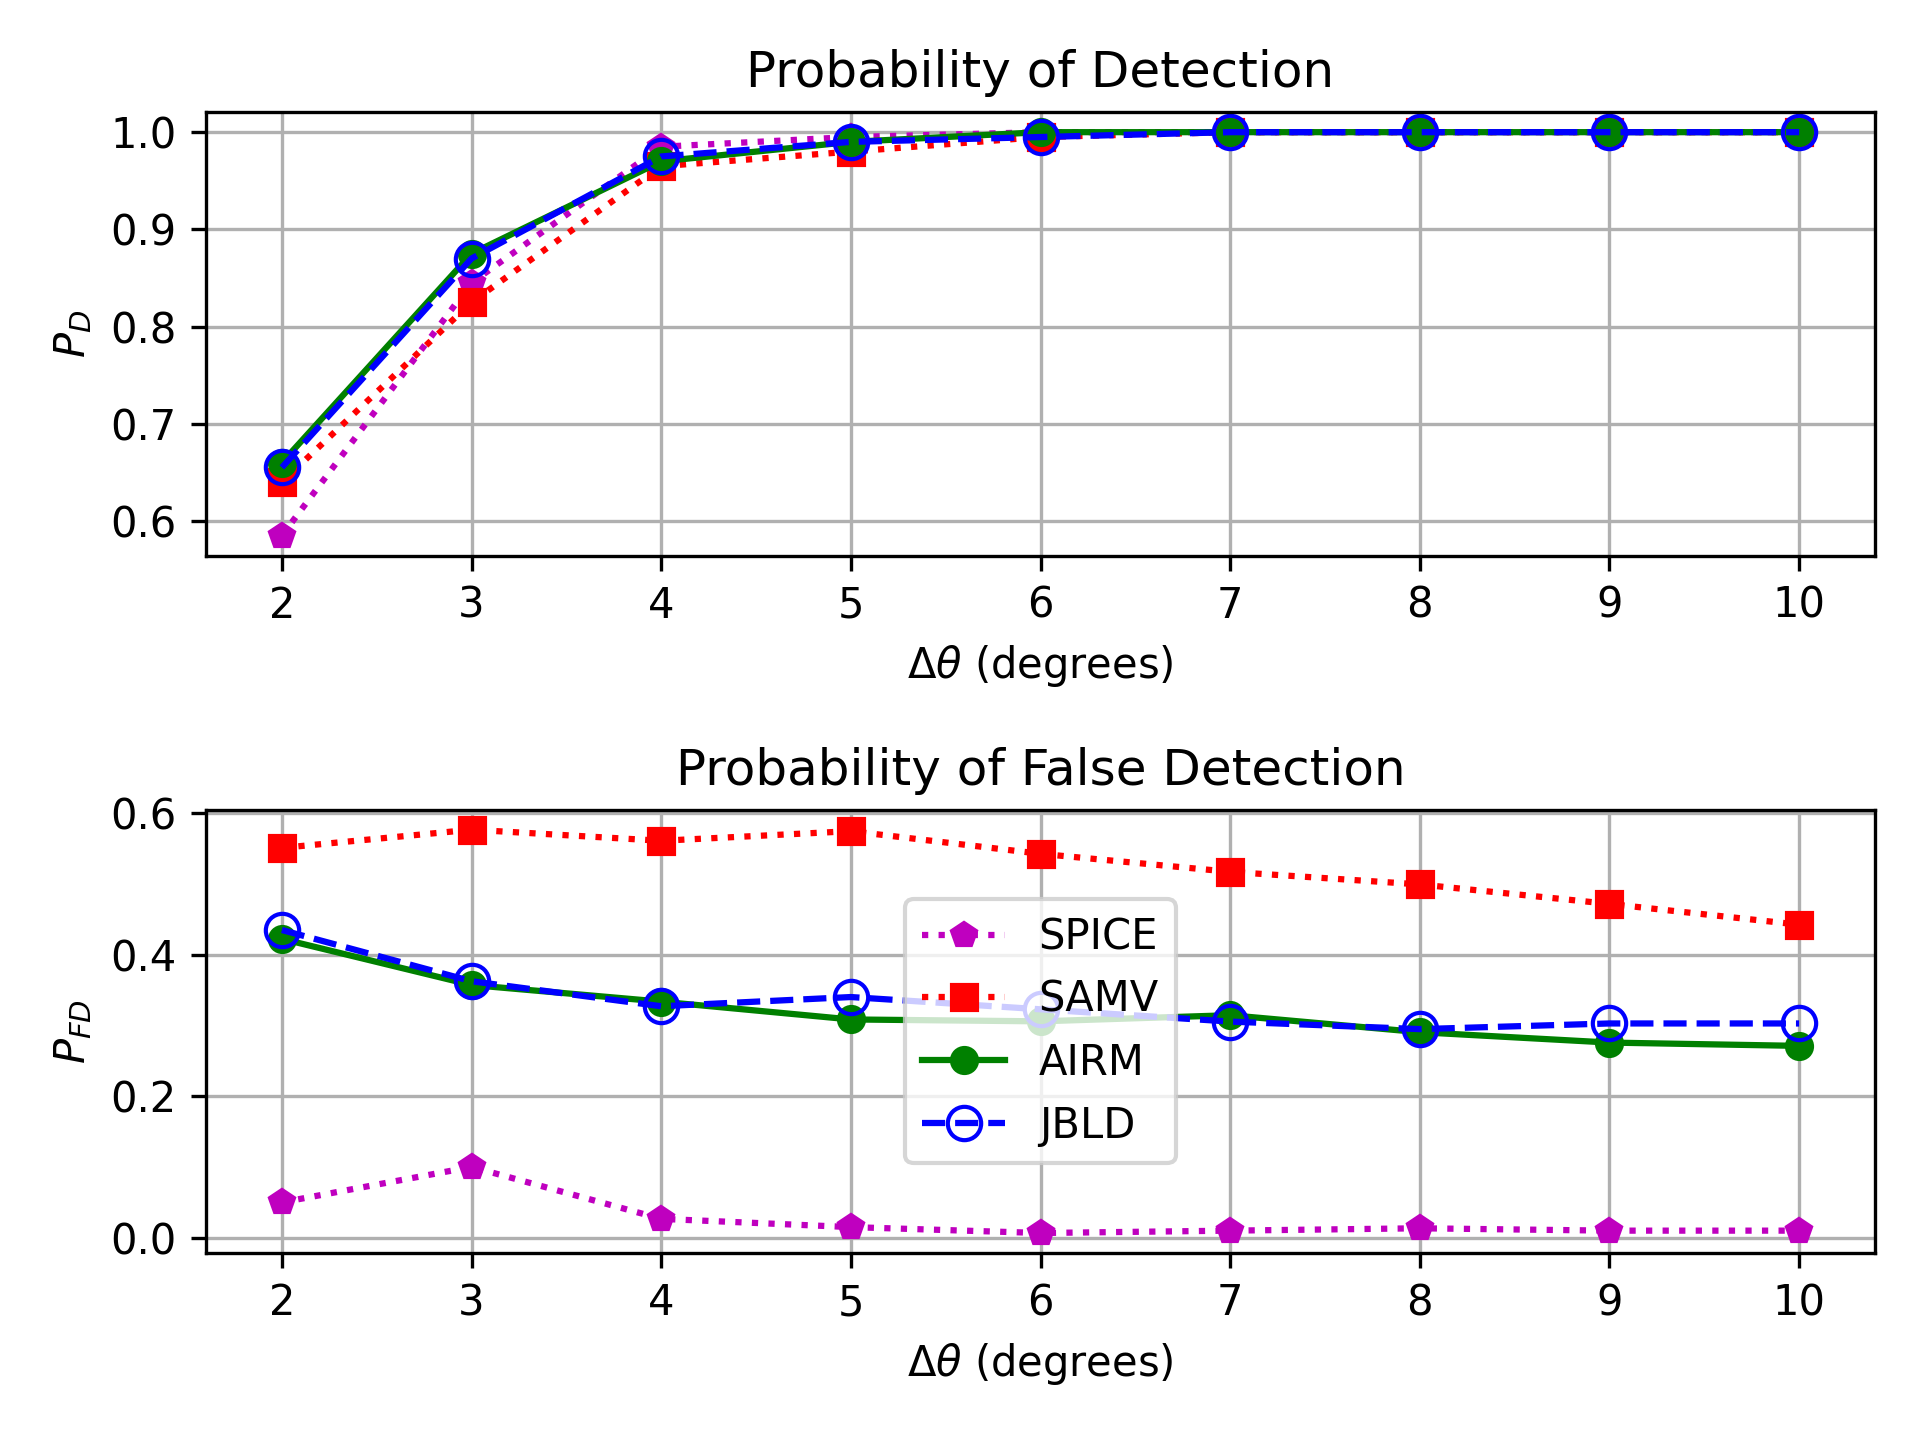 Probability of Detection
1.0
0.9
0.8
0.7
0.6
P_D
2 3 4 5 6 7 8 9 10
Δθ (degrees)
Probability of False Detection
0.6
0.4
0.2
0.0
P_FD
SPICE
SAMV
AIRM
JBLD
2 3 4 5 6 7 8 9 10
Δθ (degrees)